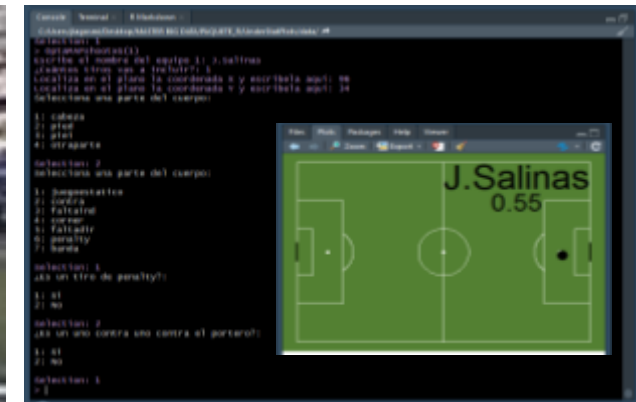 Console Terminal R Markdown
Selection: 1
Escribe el nombre del equipo 1: J.Salinas
¿Cuántos tiros vas a incluir?: 1
Localiza en el plano la coordenada X y escríbela aquí: 98
Localiza en el plano la coordenada Y y escríbela aquí: 34
Selecciona una parte del cuerpo:
1: cabeza
2: pied
3: piei
4: otraparte
Selection: 2
Selecciona una parte del cuerpo:
1: juegoestatico
2: contra
3: faltaind
4: corner
5: faltadir
6: penalty
7: banda
Selection: 1
¿Es un tiro de penalty?:
1: SI
2: NO
Selection: 2
¿Es un uno contra uno contra el portero?:
1: SI
2: NO
Selection: 1
>
Files Plots Packages Help Viewer
Zoom Export
J.Salinas
0.55